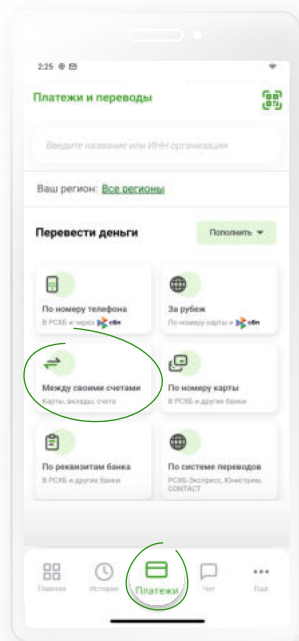 2:25
Платежи и переводы
Введите название или ИНН организации
Ваш регион: Все регионы
Перевести деньги
Пополнить
По номеру телефона
В РСХБ и через сбп
За рубеж
По номеру карты и сбп
Между своими счетами
Карты, вклады, счета
По номеру карты
В РСХБ и другие банки
По реквизитам банка
В РСХБ и другие банки
По системе переводов
РСХБ-Экспресс, Юнистрим,
CONTACT
Главная
История
Платежи
Чат
Ещё